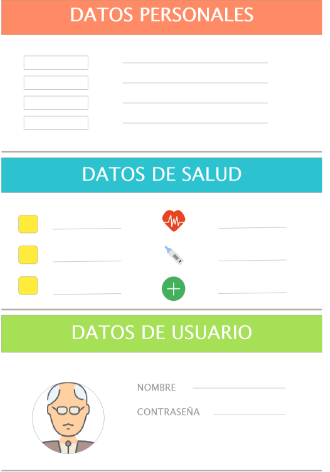 DATOS PERSONALES
DATOS DE SALUD
DATOS DE USUARIO
NOMBRE
CONTRASEÑA